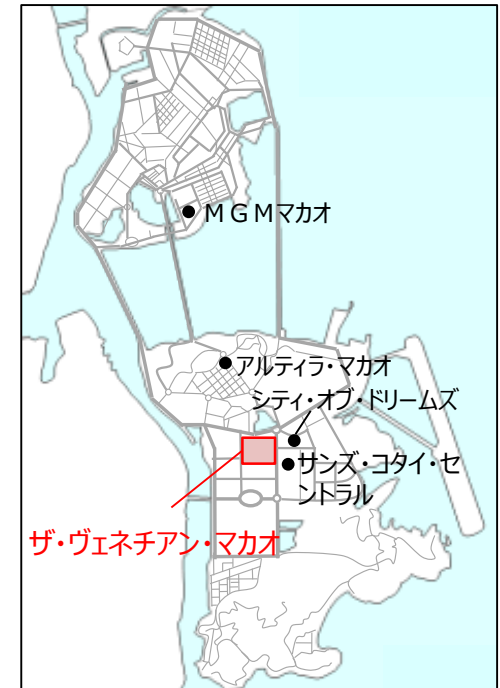 ＭＧＭマカオ
アルティラ・マカオ
シティ・オブ・ドリームズ
サンズ・コタイ・セ
ントラル
ザ・ヴェネチアン・マカオ